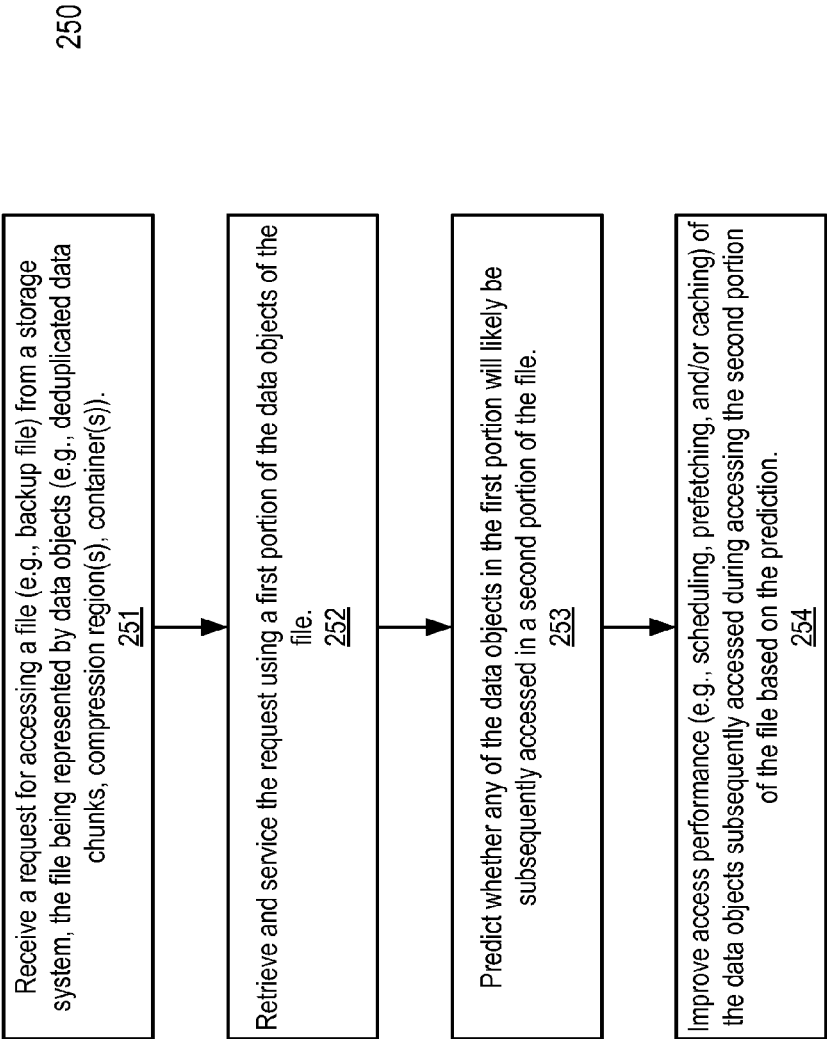 250
Receive a request for accessing a file (e.g., backup file) from a storage
system, the file being represented by data objects (e.g., deduplicated data
chunks, compression region(s), container(s)).
251
Retrieve and service the request using a first portion of the data objects of the
file.
252
Predict whether any of the data objects in the first portion will likely be
subsequently accessed in a second portion of the file.
253
Improve access performance (e.g., scheduling, prefetching, and/or caching) of
the data objects subsequently accessed during accessing the second portion
of the file based on the prediction.
254